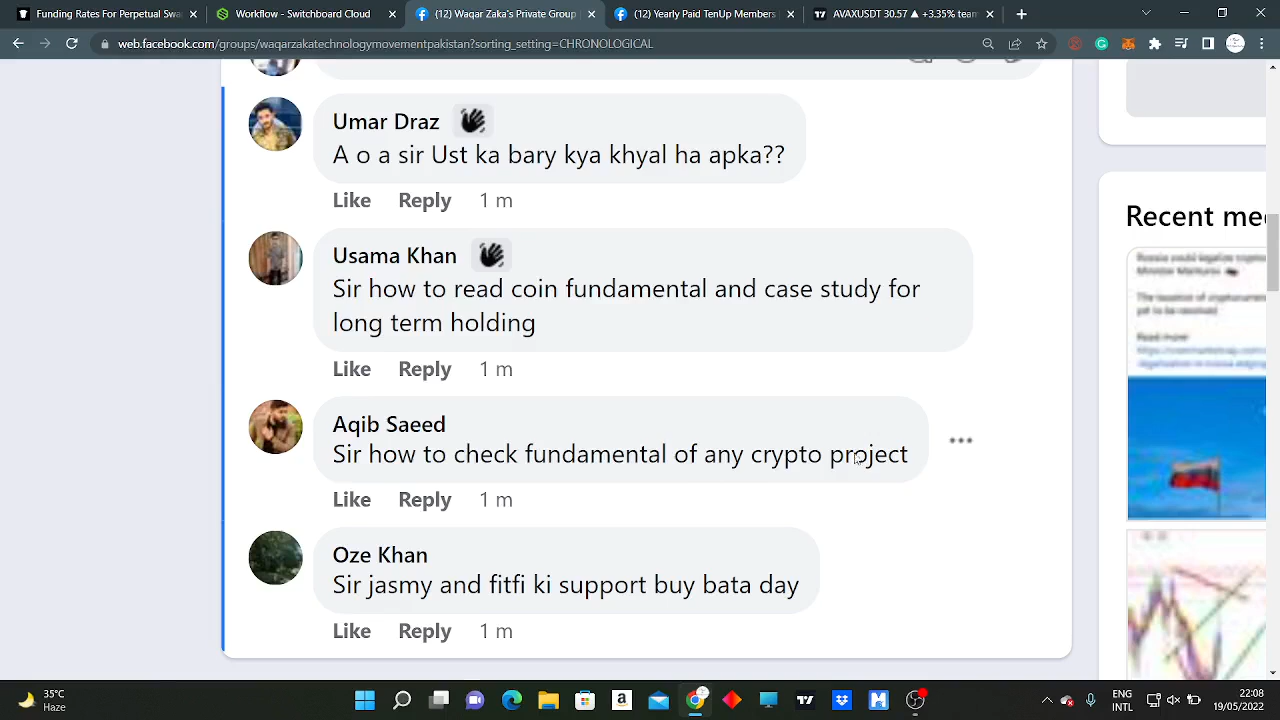 Funding Rates For Perpetual Swa
Workflow - Switchboard Cloud
(2) Waqar Zaka's Private Group
(12) Yearly Paid TenUp Members
AVAXUSDT 30.57 ▲ +3.35% team
web.facebook.com/groups/waqarzakatechnologymovementpakistan?sorting_setting=CHRONOLOGICAL
Umar Draz
A o a sir Ust ka bary kya khyal ha apka??
Like Reply 1 m
Usama Khan
Sir how to read coin fundamental and case study for
long term holding
Like Reply 1 m
Aqib Saeed
Sir how to check fundamental of any crypto project
Like Reply 1 m
Oze Khan
Sir jasmy and fitfi ki support buy bata day
Like Reply 1 m
Recent me
Read more
35°C
Haze
ENG
INTL
22:08
19/05/2022